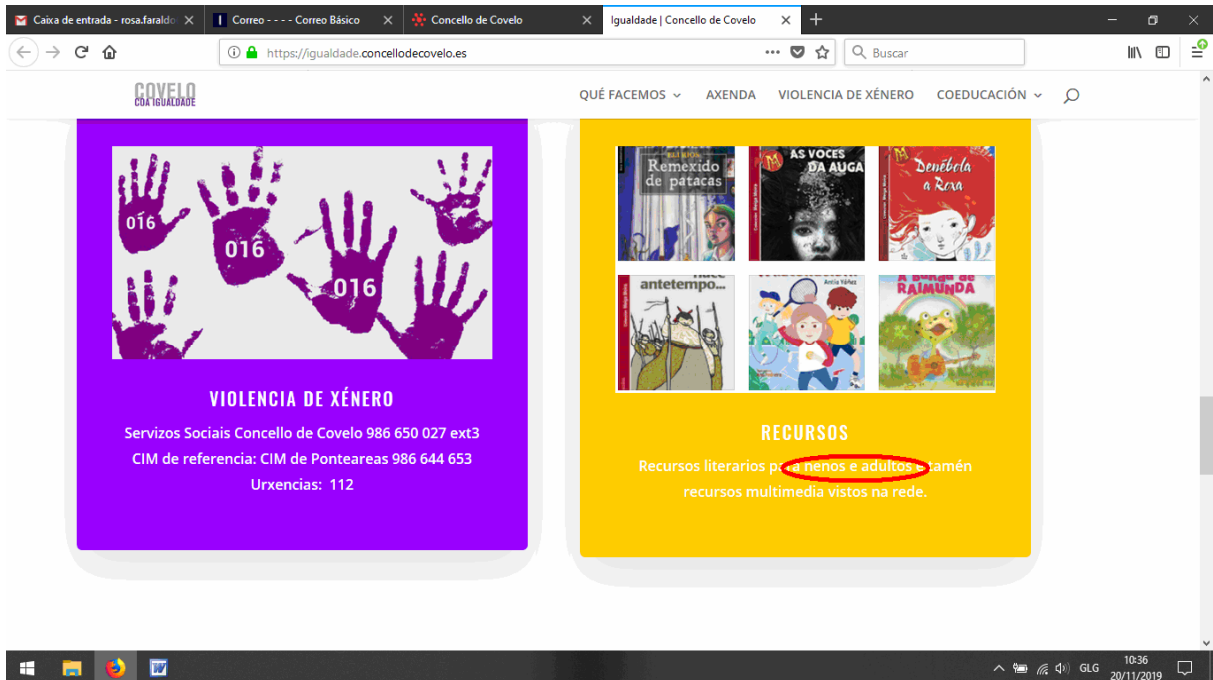 Caixa de entrada - rosa.faraldo
Correo - - - - Correo Básico
Concello de Covelo
Igualdade | Concello de Covelo
https://igualdade.concellodecovelo.es
Buscar
COVELO
COA IGUALDADE
QUÉ FACEMOS
AXENDA
VIOLENCIA DE XÉNERO
COEDUCACIÓN
016
016
016
VIOLENCIA DE XÉNERO
Servizos Sociais Concello de Covelo 986 650 027 ext3
CIM de referencia: CIM de Ponteareas 986 644 653
Urxencias: 112
Remexido
de patacas
AS VOCES
DA AUGA
Denébola
a Roxa
antetempo...
Antía Yáñez
A BANDA DE
RAIMUNDA
RECURSOS
Recursos literarios para nenos e adultos e tamén
recursos multimedia vistos na rede.
GLG
10:36
20/11/2019